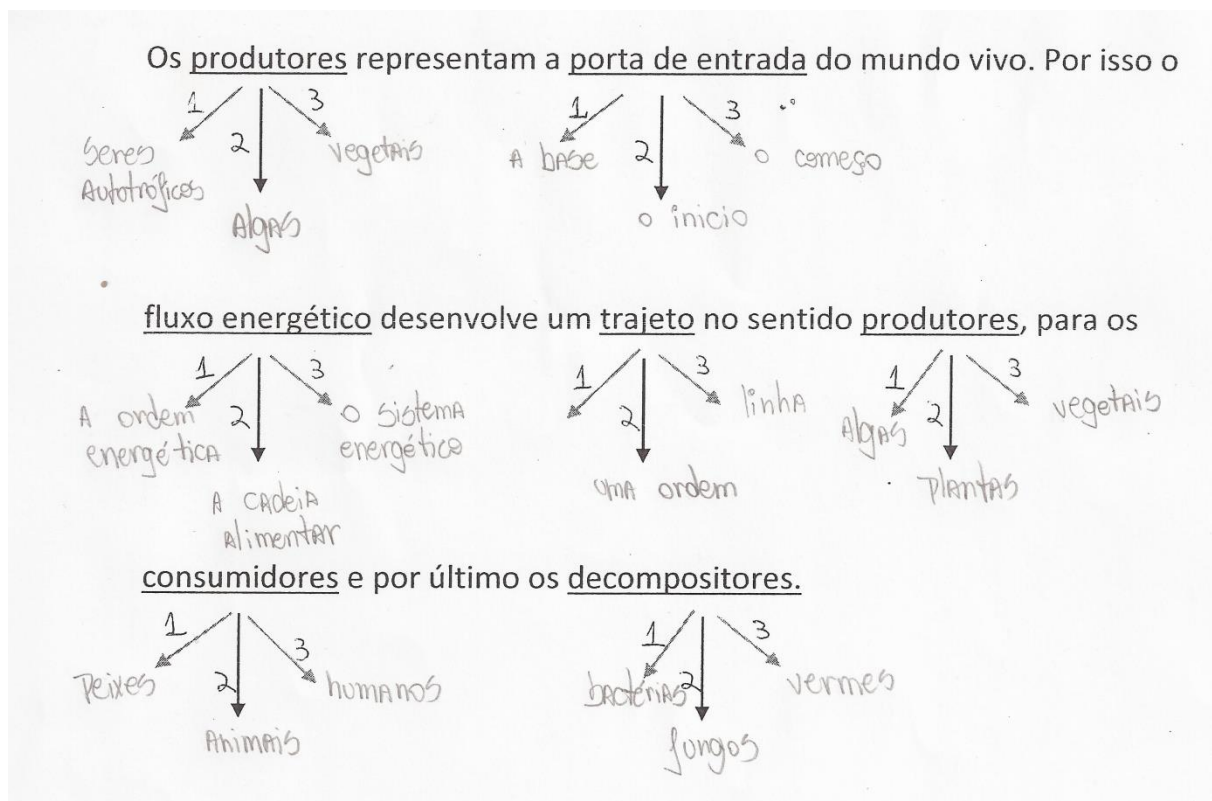 Os produtores representam a porta de entrada do mundo vivo. Por isso o
1 2 3 1 2 3
seres vegetais A base o começo
Autotróficos
Algas o inicio
fluxo energético desenvolve um trajeto no sentido produtores, para os
1 2 3 1 2 3 1 2 3
A ordem o sistema linha Algas vegetais
energética energético
A cadeia uma ordem plantas
alimentar
consumidores e por último os decompositores.
1 2 3 1 2 3
Peixes humanos bactérias vermes
Animais fungos